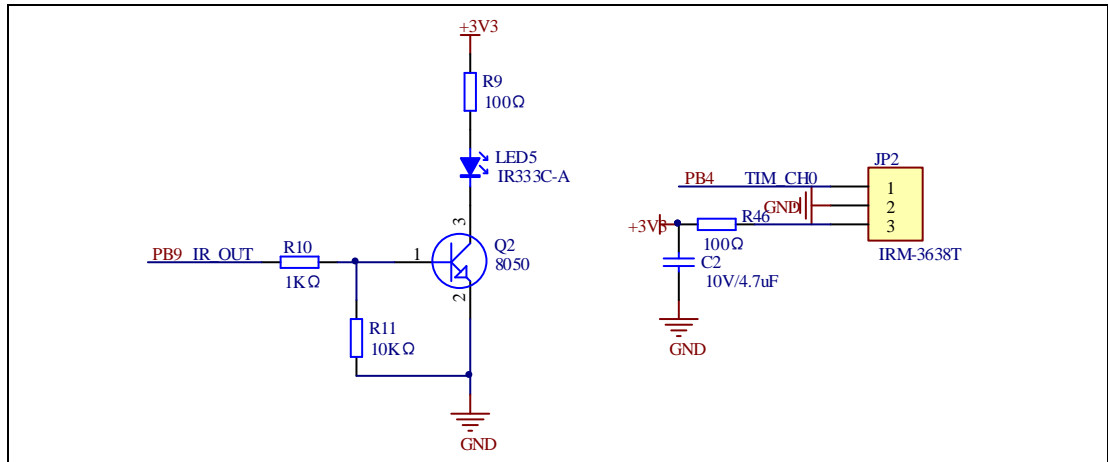 +3V3
R9
100Ω
LED5
IR333C-A
3
Q2
8050
1
2
PB9 IR_OUT
R10
1KΩ
R11
10KΩ
GND
JP2
PB4 TIM_CH0
1
GND
2
+3V3
R46
3
100Ω
IRM-3638T
C2
10V/4.7uF
GND